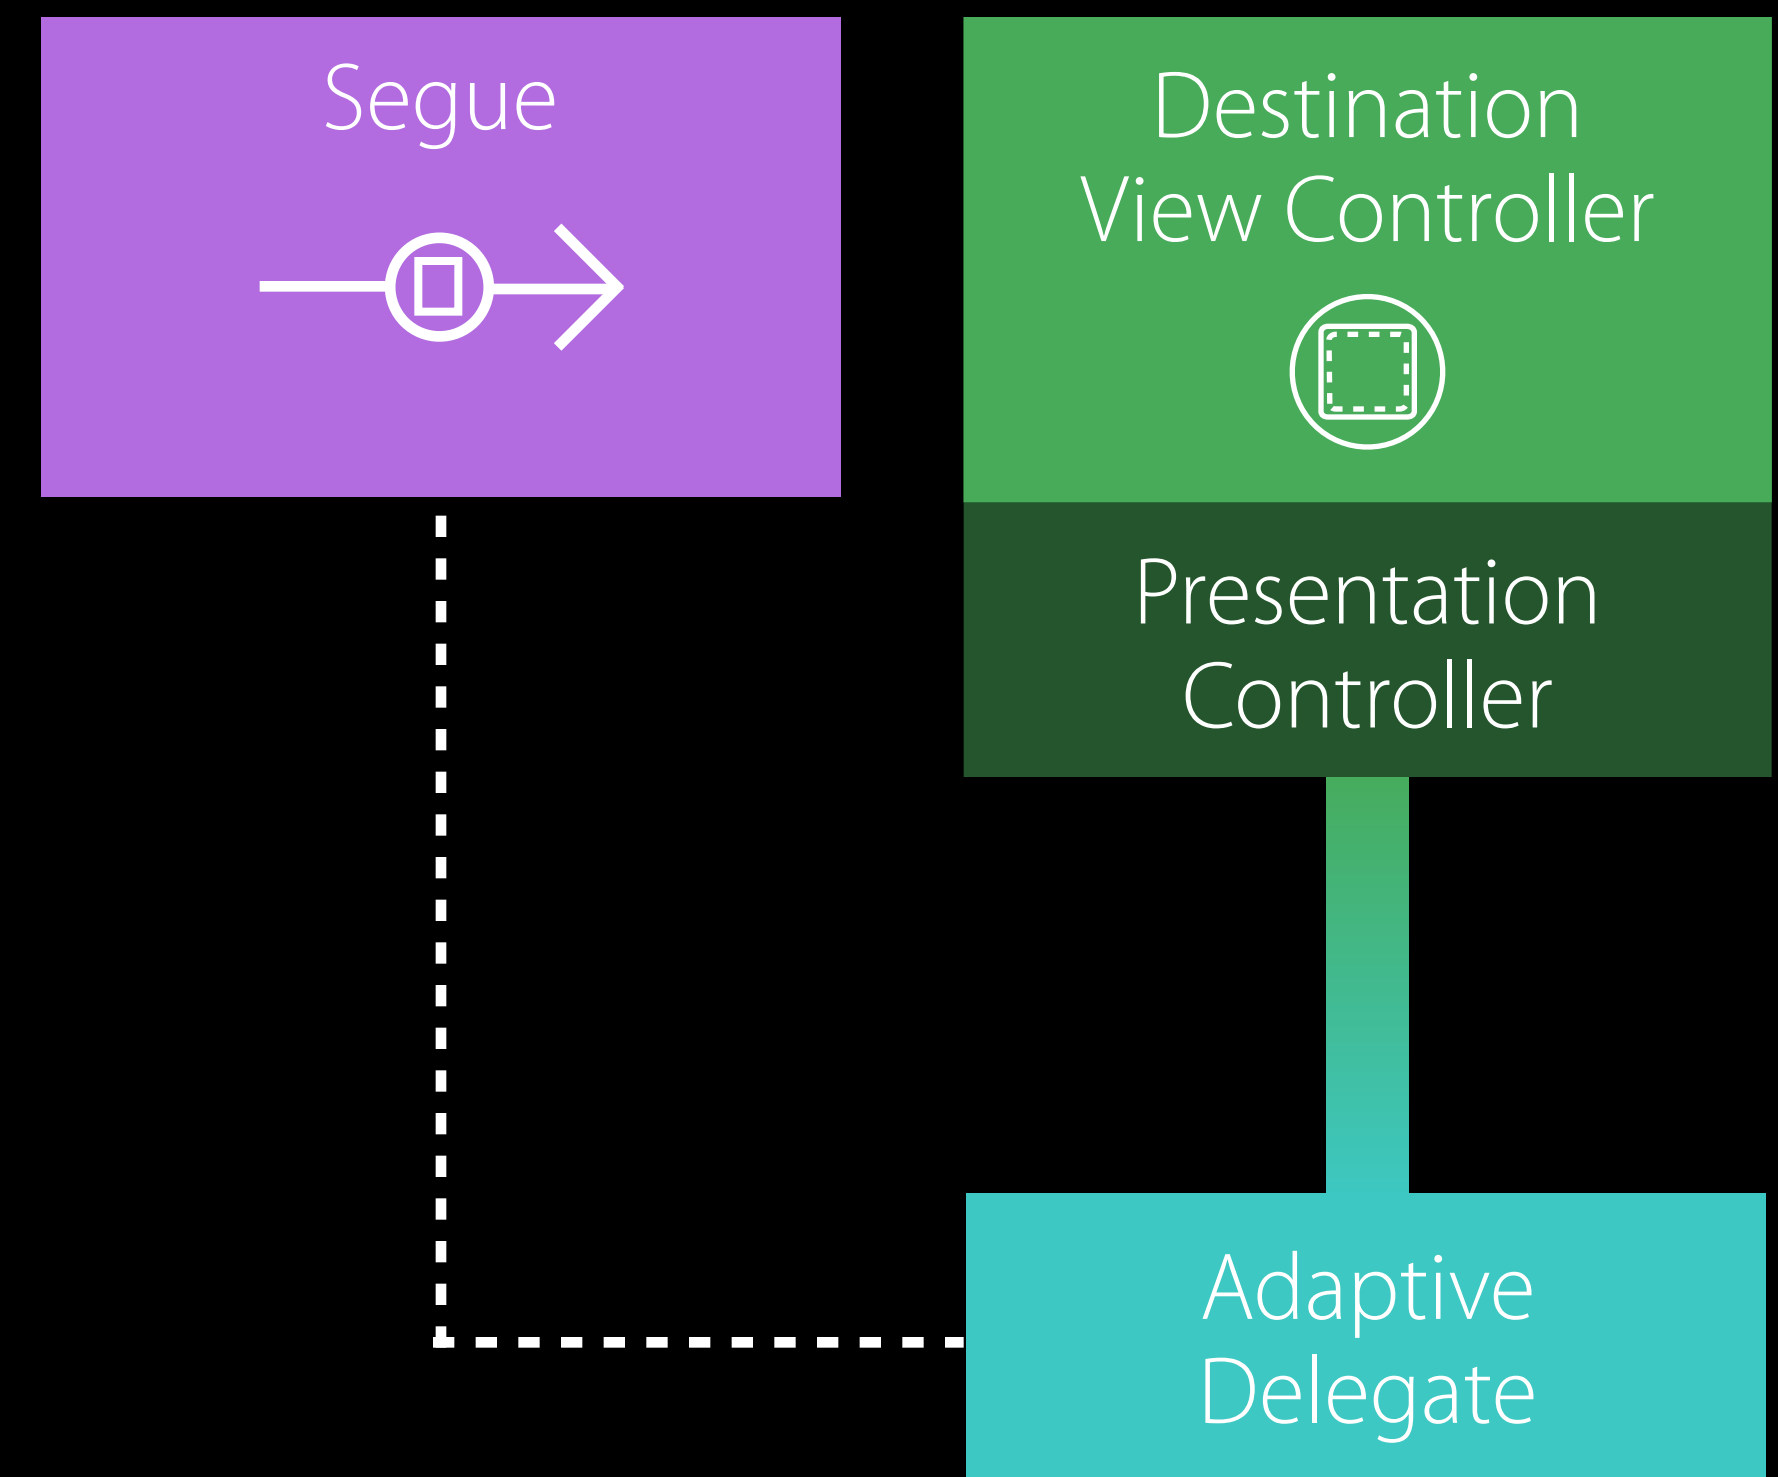 Segue
Destination
View Controller
Presentation
Controller
Adaptive
Delegate